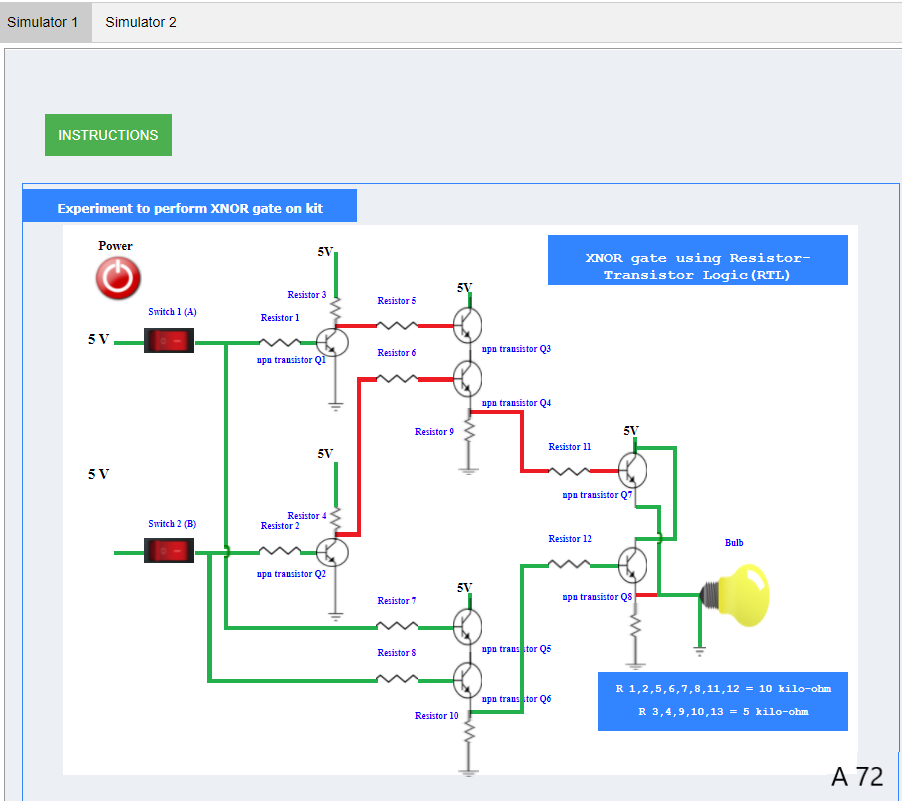 Simulator 1
Simulator 2
INSTRUCTIONS
Experiment to perform XNOR gate on kit
Power
5V
XNOR gate using Resistor-
Transistor Logic(RTL)
Resistor 3
5V
Resistor 5
Switch 1 (A)
Resistor 1
5 V
npn transistor Q3
Resistor 6
npn transistor Q1
npn transistor Q4
Resistor 9
5V
Resistor 11
5V
5 V
npn transistor Q7
Resistor 4
Switch 2 (B)
Resistor 2
Resistor 12
Bulb
npn transistor Q2
5V
npn transistor Q8
Resistor 7
npn transistor Q5
Resistor 8
R 1,2,5,6,7,8,11,12 = 10 kilo-ohm
npn transistor Q6
R 3,4,9,10,13 = 5 kilo-ohm
Resistor 10
A 72